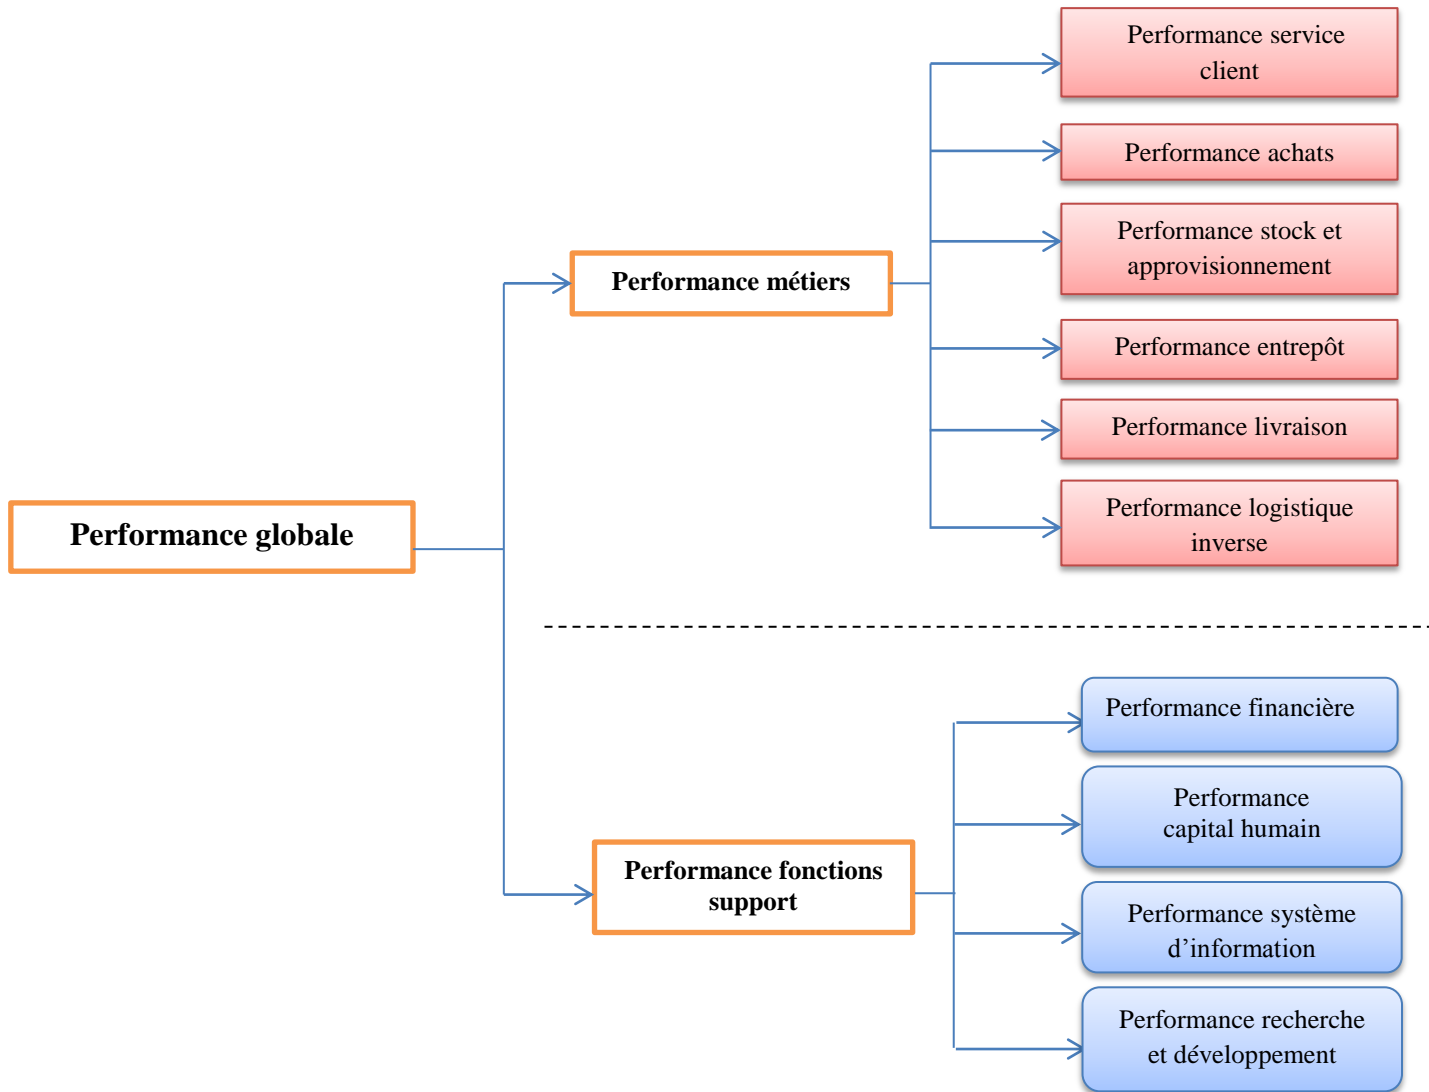 Performance globale
Performance métiers
Performance service
client
Performance achats
Performance stock et
approvisionnement
Performance entrepôt
Performance livraison
Performance logistique
inverse
Performance fonctions
support
Performance financière
Performance
capital humain
Performance système
d’information
Performance recherche
et développement